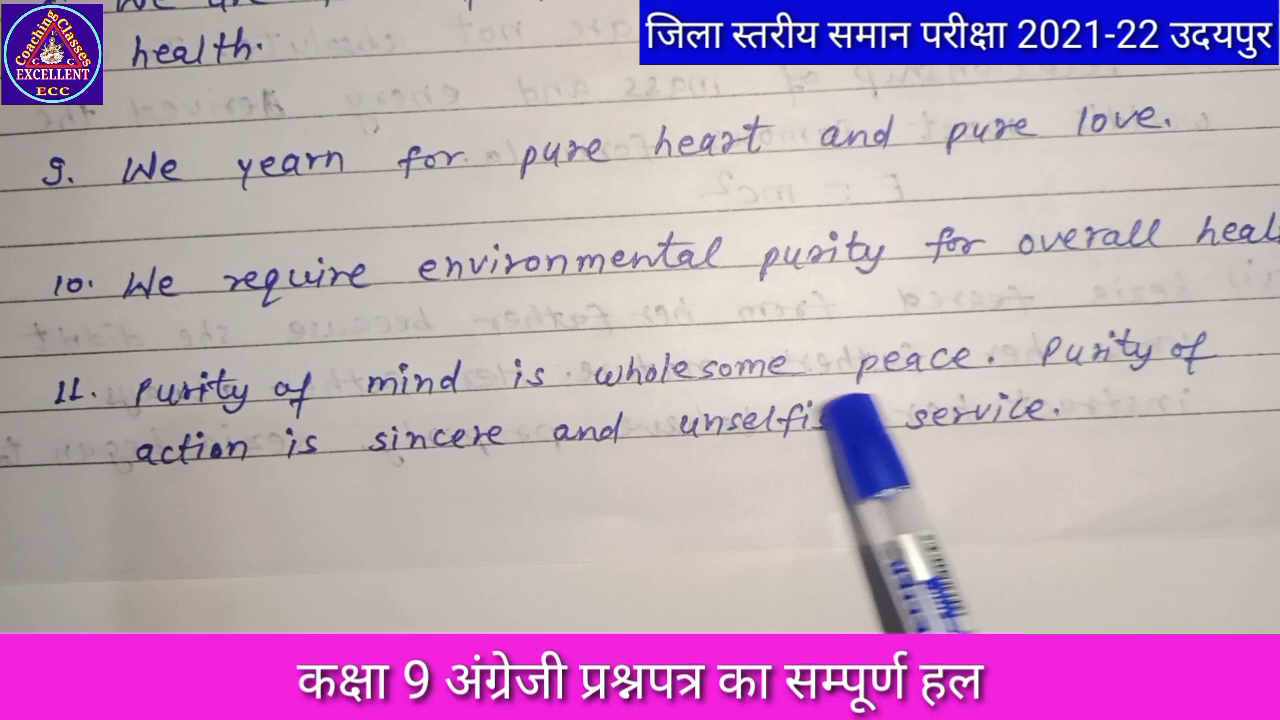 Coaching Classes
EXCELLENT
ECC
जिला स्तरीय समान परीक्षा 2021-22 उदयपुर
health.
9. We yearn for pure heart and pure love.
10. We require environmental purity for overall heal
11. Purity of mind is wholesome peace. Purity of
action is sincere and unselfis service.
कक्षा 9 अंग्रेजी प्रश्नपत्र का सम्पूर्ण हल